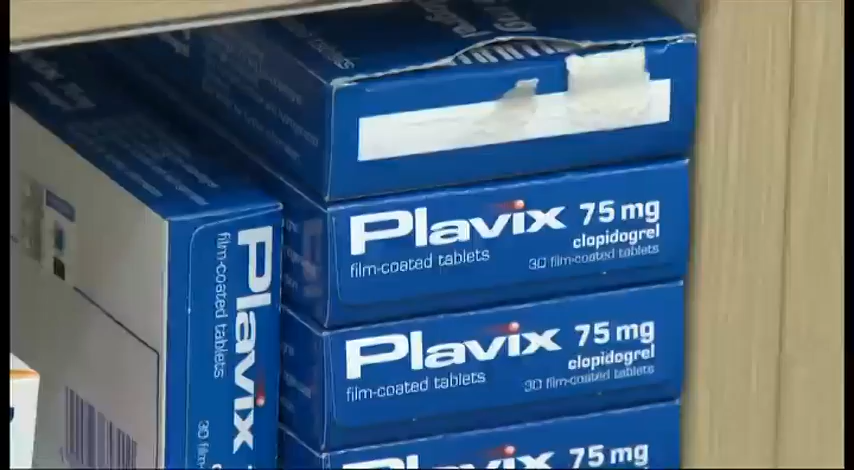 Plavix 75 mg
clopidogrel
film-coated tablets
30 film-coated tablets
Plavix 75 mg
clopidogrel
film-coated tablets
30 film-coated tablets
Plavix 75 mg
Plavix
film-coated tablets